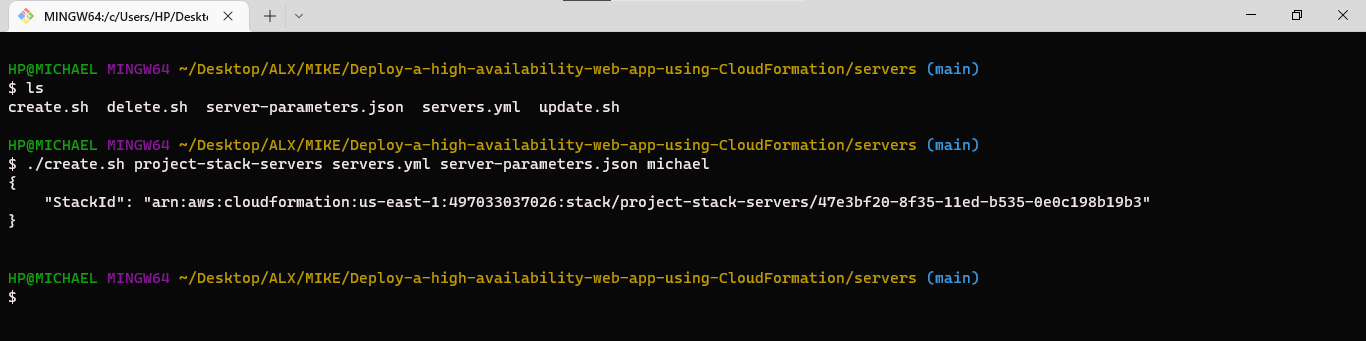 MINGW64:/c/Users/HP/Deskt
HP@MICHAEL MINGW64 ~/Desktop/ALX/MIKE/Deploy-a-high-availability-web-app-using-CloudFormation/servers (main)
$ ls
create.sh  delete.sh  server-parameters.json  servers.yml  update.sh
HP@MICHAEL MINGW64 ~/Desktop/ALX/MIKE/Deploy-a-high-availability-web-app-using-CloudFormation/servers (main)
$ ./create.sh project-stack-servers servers.yml server-parameters.json michael
{
    "StackId": "arn:aws:cloudformation:us-east-1:497033037026:stack/project-stack-servers/47e3bf20-8f35-11ed-b535-0e0c198b19b3"
}
HP@MICHAEL MINGW64 ~/Desktop/ALX/MIKE/Deploy-a-high-availability-web-app-using-CloudFormation/servers (main)
$